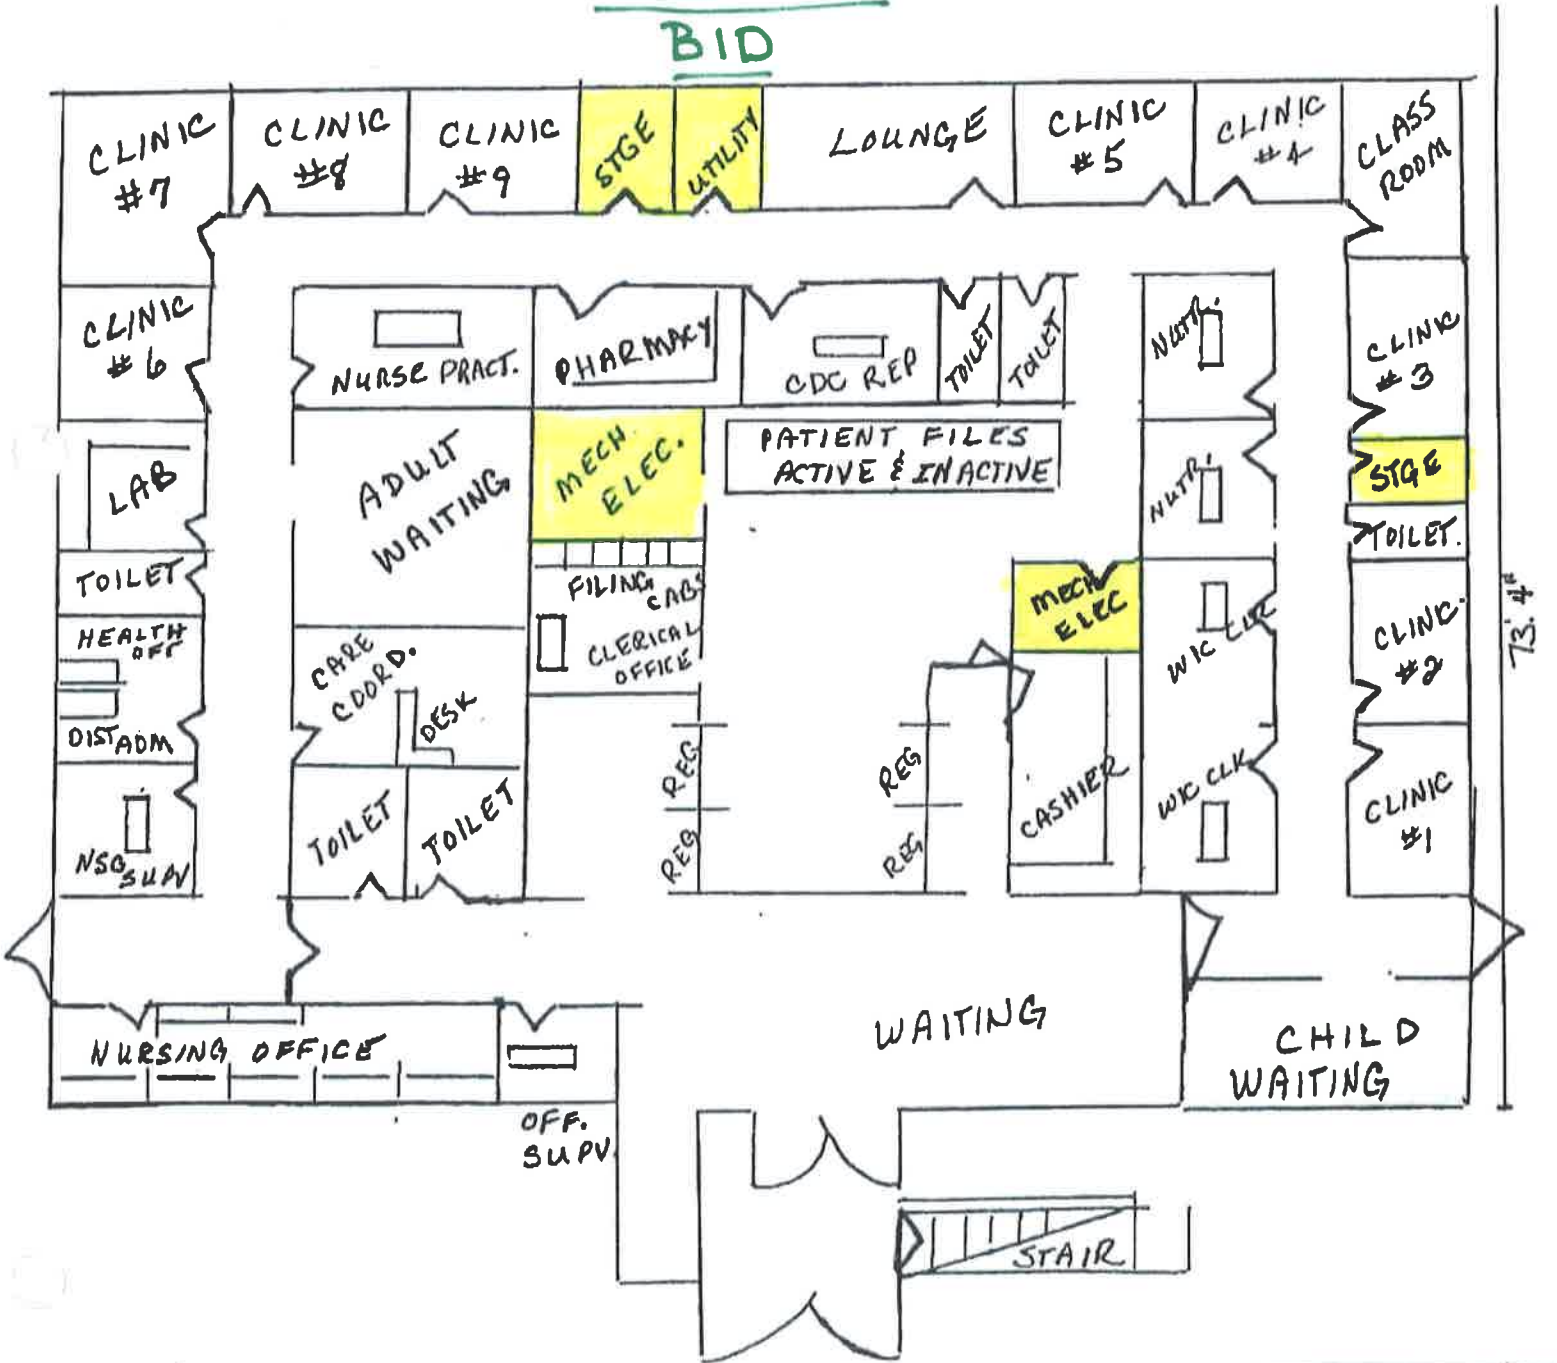 BID
CLINIC
#7
CLINIC
#8
CLINIC
#9
STGE
UTILITY
LOUNGE
CLINIC
#5
CLINIC
#4
CLASS
ROOM
CLINIC
#6
NURSE PRACT.
PHARMACY
CDC REP
TOILET
TOILET
NUTR.
CLINIC
#3
LAB
ADULT
WAITING
MECH
ELEC.
PATIENT FILES
ACTIVE & INACTIVE
NUTR.
STGE
TOILET.
TOILET
FILING
CABS
CLERICAL
OFFICE
MECH
ELEC
WIC CLK
CLINC
#2
73'. 4"
HEALTH
OFF
DIST ADM
CARE
COORD.
DESK
REG
REG
CASHIER
WIC CLK
CLINIC
#1
NSG
SUPV
TOILET
TOILET
REG
REG
NURSING OFFICE
OFF.
SUPV
WAITING
CHILD
WAITING
STAIR